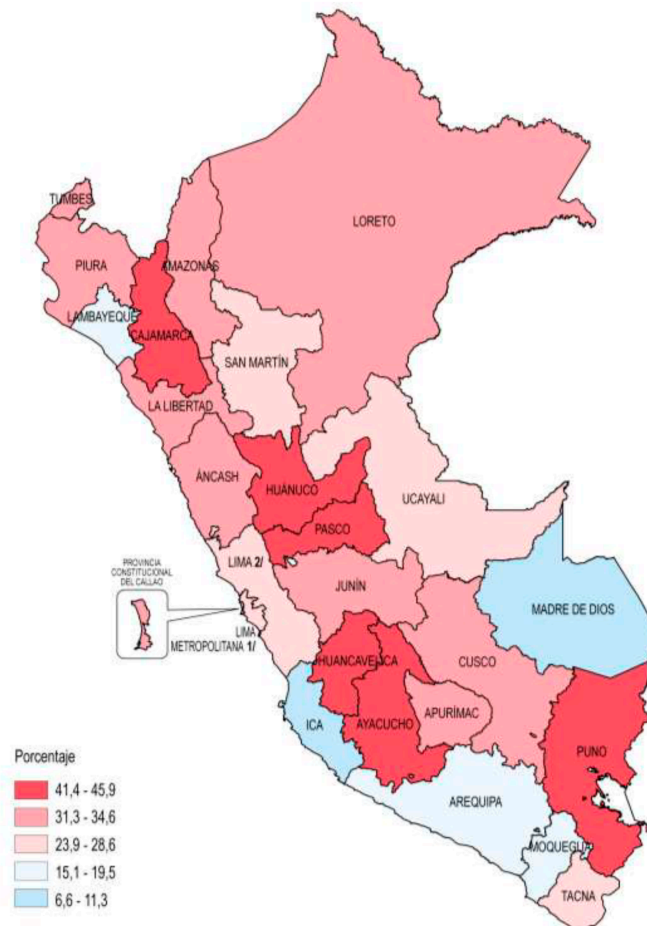 LORETO
TUMBES
PIURA
AMAZONAS
LAMBAYEQUE
CAJAMARCA
SAN MARTÍN
LA LIBERTAD
ÁNCASH
HUÁNUCO
UCAYALI
PASCO
LIMA 2/
PROVINCIA
CONSTITUCIONAL
DEL CALLAO
JUNÍN
MADRE DE DIOS
LIMA
METROPOLITANA 1/
HUANCAVELICA
CUSCO
ICA
AYACUCHO
APURÍMAC
PUNO
AREQUIPA
MOQUEGUA
TACNA
Porcentaje
41,4 - 45,9
31,3 - 34,6
23,9 - 28,6
15,1 - 19,5
6,6 - 11,3